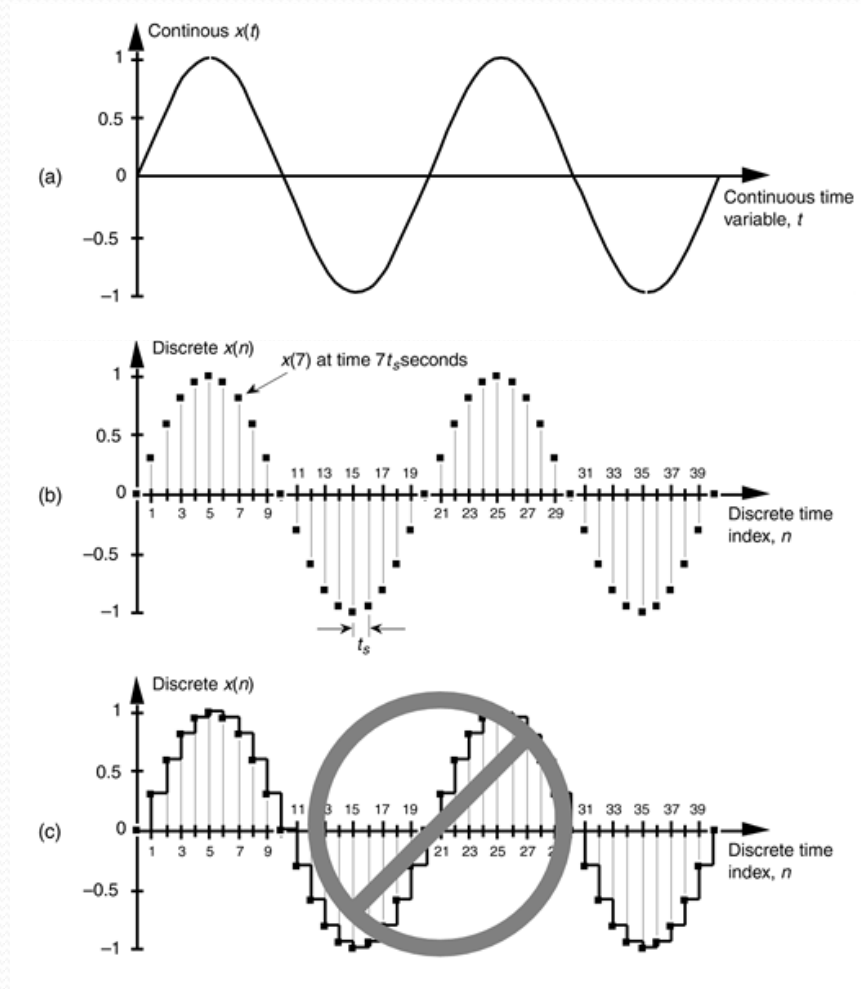 Continous x(t)
1
0.5
(a)
0
Continuous time
variable, t
–0.5
–1
Discrete x(n)
x(7) at time 7tsseconds
1
0.5
11 13 15 17 19 31 33 35 37 39
(b)
0
1 3 5 7 9 21 23 25 27 29
Discrete time
index, n
–0.5
–1
ts
Discrete x(n)
1
0.5
11 3 15 17 19 31 33 35 37 39
(c)
0
1 3 5 7 9 21 23 25 27 2
Discrete time
index, n
–0.5
–1